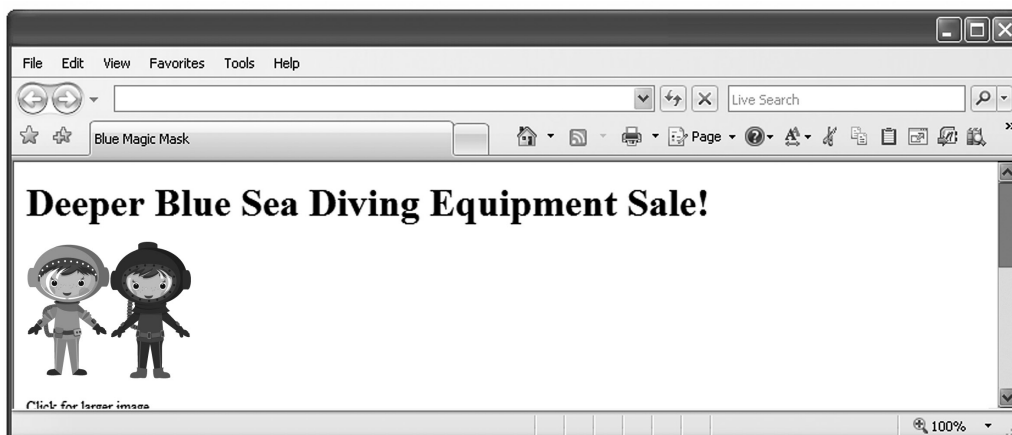 File Edit View Favorites Tools Help
Live Search
Blue Magic Mask Page
Deeper Blue Sea Diving Equipment Sale!
Click for larger image
100%